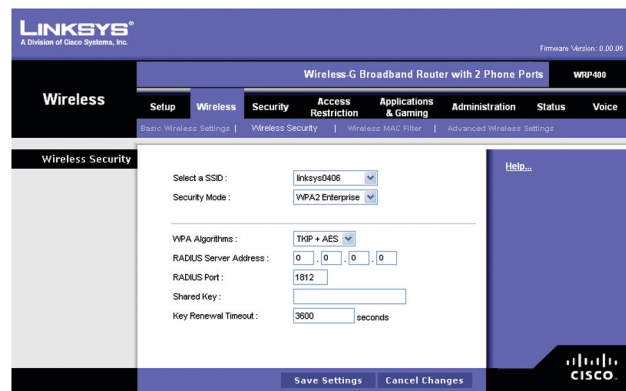 LINKSYS®
A Division of Cisco Systems, Inc.
Firmware Version: 0.00.06
Wireless-G Broadband Router with 2 Phone Ports WRP400
Wireless
Setup Wireless Security Access Restriction Applications & Gaming Administration Status Voice
Basic Wireless Settings | Wireless Security | Wireless MAC Filter | Advanced Wireless Settings
Wireless Security
Help...
Select a SSID : linksys0406
Security Mode : WPA2 Enterprise
WPA Algorithms : TKIP + AES
RADIUS Server Address : 0 . 0 . 0 . 0
RADIUS Port : 1812
Shared Key :
Key Renewal Timeout : 3600 seconds
Save Settings Cancel Changes
CISCO.